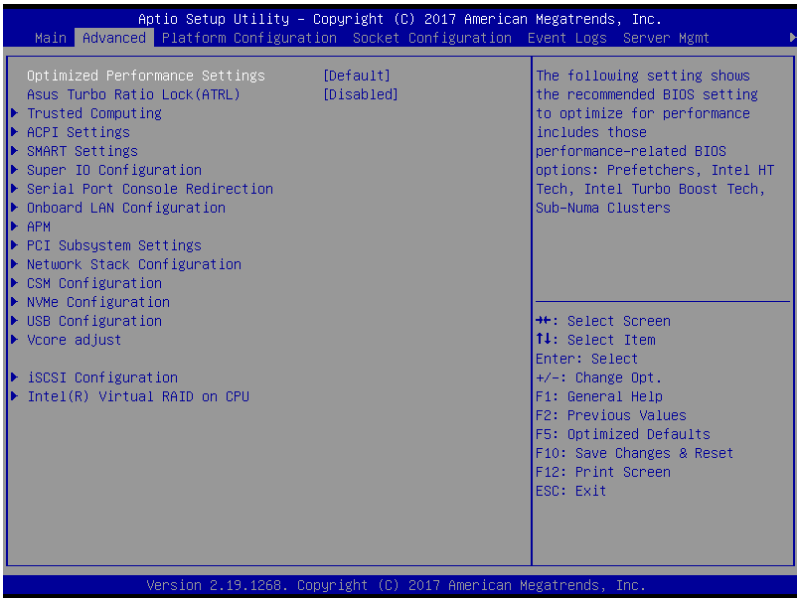 Aptio Setup Utility – Copyright (C) 2017 American Megatrends, Inc.
Main Advanced Platform Configuration Socket Configuration Event Logs Server Mgmt
Optimized Performance Settings [Default]
Asus Turbo Ratio Lock(ATRL) [Disabled]
Trusted Computing
ACPI Settings
SMART Settings
Super IO Configuration
Serial Port Console Redirection
Onboard LAN Configuration
APM
PCI Subsystem Settings
Network Stack Configuration
CSM Configuration
NVMe Configuration
USB Configuration
Vcore adjust
iSCSI Configuration
Intel(R) Virtual RAID on CPU
The following setting shows
the recommended BIOS setting
to optimize for performance
includes those
performance-related BIOS
options: Prefetchers, Intel HT
Tech, Intel Turbo Boost Tech,
Sub-Numa Clusters
→←: Select Screen
↑↓: Select Item
Enter: Select
+/-: Change Opt.
F1: General Help
F2: Previous Values
F5: Optimized Defaults
F10: Save Changes & Reset
F12: Print Screen
ESC: Exit
Version 2.19.1268. Copyright (C) 2017 American Megatrends, Inc.